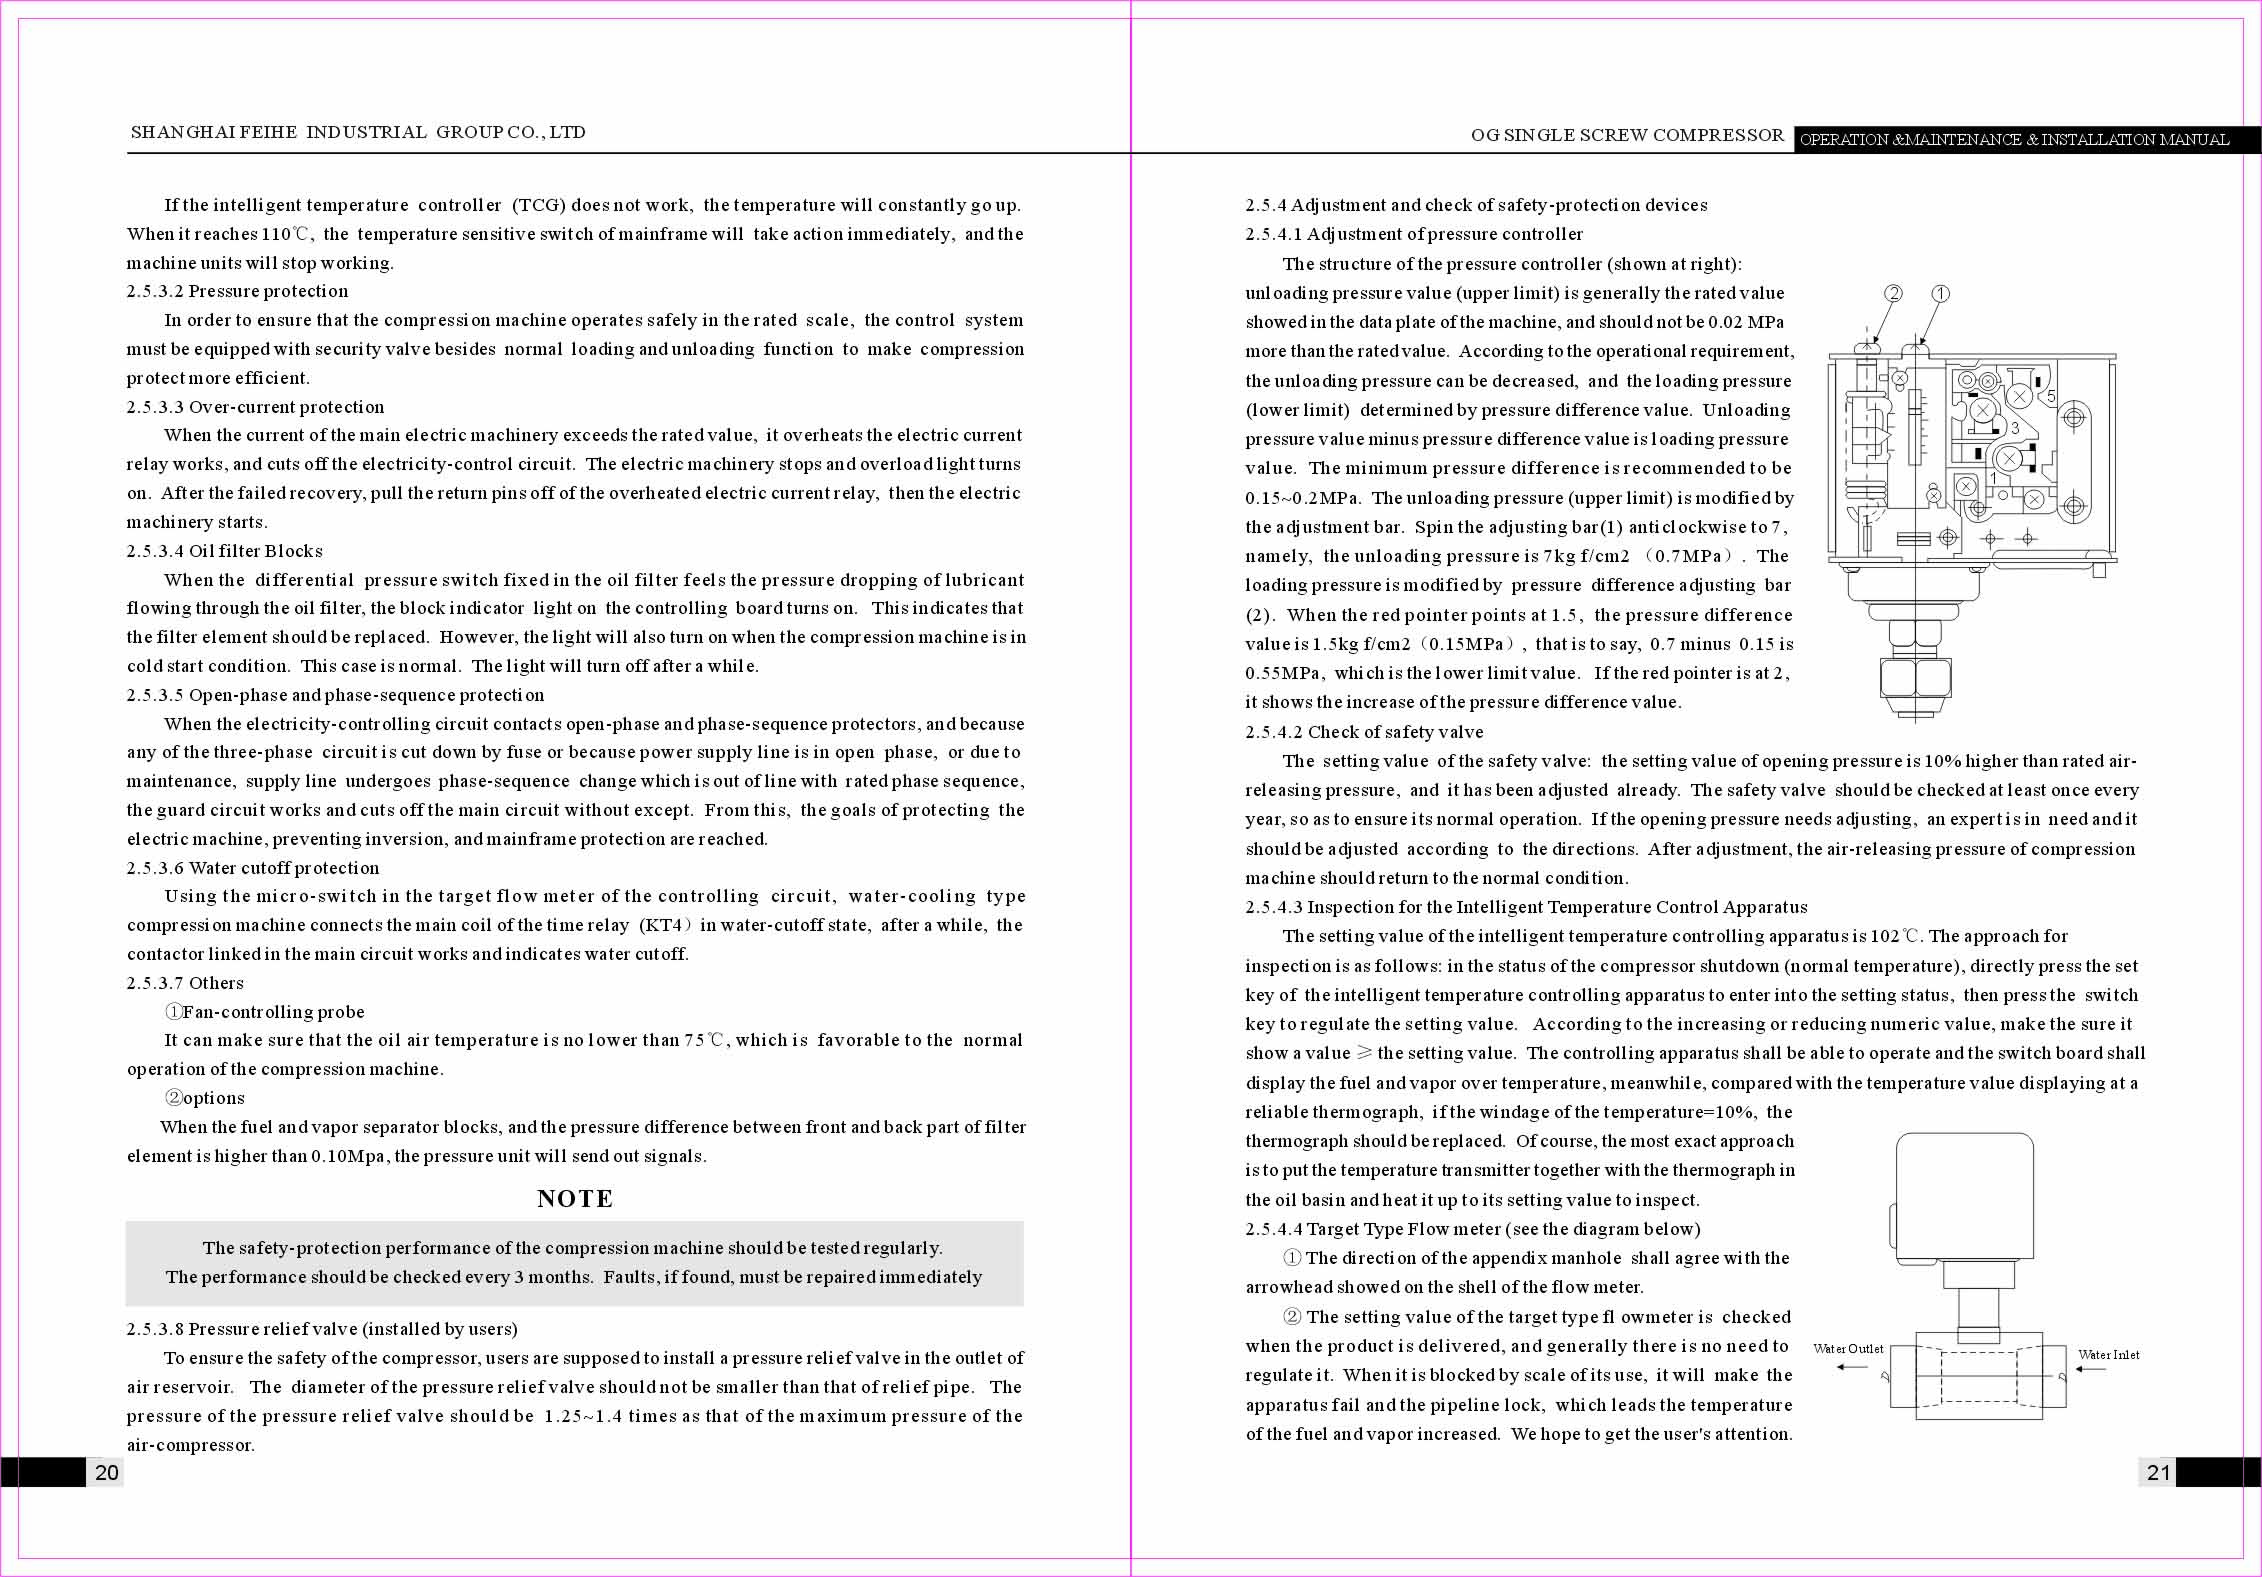 SHANGHAI FEIHE INDUSTRIAL GROUP CO., LTD
If the intelligent temperature controller (TCG) does not work, the temperature will constantly go up.
When it reaches 110℃, the temperature sensitive switch of mainframe will take action immediately, and the
machine units will stop working.
2.5.3.2 Pressure protection
In order to ensure that the compression machine operates safely in the rated scale, the control system
must be equipped with security valve besides normal loading and unloading function to make compression
protect more efficient.
2.5.3.3 Over-current protection
When the current of the main electric machinery exceeds the rated value, it overheats the electric current
relay works, and cuts off the electricity-control circuit. The electric machinery stops and overload light turns
on. After the failed recovery, pull the return pins off of the overheated electric current relay, then the electric
machinery starts.
2.5.3.4 Oil filter Blocks
When the differential pressure switch fixed in the oil filter feels the pressure dropping of lubricant
flowing through the oil filter, the block indicator light on the controlling board turns on. This indicates that
the filter element should be replaced. However, the light will also turn on when the compression machine is in
cold start condition. This case is normal. The light will turn off after a while.
2.5.3.5 Open-phase and phase-sequence protection
When the electricity-controlling circuit contacts open-phase and phase-sequence protectors, and because
any of the three-phase circuit is cut down by fuse or because power supply line is in open phase, or due to
maintenance, supply line undergoes phase-sequence change which is out of line with rated phase sequence,
the guard circuit works and cuts off the main circuit without except. From this, the goals of protecting the
electric machine, preventing inversion, and mainframe protection are reached.
2.5.3.6 Water cutoff protection
Using the micro-switch in the target flow meter of the controlling circuit, water-cooling type
compression machine connects the main coil of the time relay (KT4）in water-cutoff state, after a while, the
contactor linked in the main circuit works and indicates water cutoff.
2.5.3.7 Others
①Fan-controlling probe
It can make sure that the oil air temperature is no lower than 75℃, which is favorable to the normal
operation of the compression machine.
②options
When the fuel and vapor separator blocks, and the pressure difference between front and back part of filter
element is higher than 0.10Mpa, the pressure unit will send out signals.
NOTE
The safety-protection performance of the compression machine should be tested regularly.
The performance should be checked every 3 months. Faults, if found, must be repaired immediately
2.5.3.8 Pressure relief valve (installed by users)
To ensure the safety of the compressor, users are supposed to install a pressure relief valve in the outlet of
air reservoir. The diameter of the pressure relief valve should not be smaller than that of relief pipe. The
pressure of the pressure relief valve should be 1.25~1.4 times as that of the maximum pressure of the
air-compressor.
20
OG SINGLE SCREW COMPRESSOR OPERATION &MAINTENANCE & INSTALLATION MANUAL
2.5.4 Adjustment and check of safety-protection devices
2.5.4.1 Adjustment of pressure controller
The structure of the pressure controller (shown at right):
unloading pressure value (upper limit) is generally the rated value
showed in the data plate of the machine, and should not be 0.02 MPa
more than the rated value. According to the operational requirement,
the unloading pressure can be decreased, and the loading pressure
(lower limit) determined by pressure difference value. Unloading
pressure value minus pressure difference value is loading pressure
value. The minimum pressure difference is recommended to be
0.15~0.2MPa. The unloading pressure (upper limit) is modified by
the adjustment bar. Spin the adjusting bar(1) anticlockwise to 7,
namely, the unloading pressure is 7kg f/cm2 （0.7MPa）. The
loading pressure is modified by pressure difference adjusting bar
(2). When the red pointer points at 1.5, the pressure difference
value is 1.5kg f/cm2（0.15MPa）, that is to say, 0.7 minus 0.15 is
0.55MPa, which is the lower limit value. If the red pointer is at 2,
it shows the increase of the pressure difference value.
② ①
5
3
1
2.5.4.2 Check of safety valve
The setting value of the safety valve: the setting value of opening pressure is 10% higher than rated air-
releasing pressure, and it has been adjusted already. The safety valve should be checked at least once every
year, so as to ensure its normal operation. If the opening pressure needs adjusting, an expert is in need and it
should be adjusted according to the directions. After adjustment, the air-releasing pressure of compression
machine should return to the normal condition.
2.5.4.3 Inspection for the Intelligent Temperature Control Apparatus
The setting value of the intelligent temperature controlling apparatus is 102℃. The approach for
inspection is as follows: in the status of the compressor shutdown (normal temperature), directly press the set
key of the intelligent temperature controlling apparatus to enter into the setting status, then press the switch
key to regulate the setting value. According to the increasing or reducing numeric value, make the sure it
show a value ≥ the setting value. The controlling apparatus shall be able to operate and the switch board shall
display the fuel and vapor over temperature, meanwhile, compared with the temperature value displaying at a
reliable thermograph, if the windage of the temperature=10%, the
thermograph should be replaced. Of course, the most exact approach
is to put the temperature transmitter together with the thermograph in
the oil basin and heat it up to its setting value to inspect.
2.5.4.4 Target Type Flow meter (see the diagram below)
① The direction of the appendix manhole shall agree with the
arrowhead showed on the shell of the flow meter.
② The setting value of the target type fl owmeter is checked
when the product is delivered, and generally there is no need to
regulate it. When it is blocked by scale of its use, it will make the
apparatus fail and the pipeline lock, which leads the temperature
of the fuel and vapor increased. We hope to get the user's attention.
Water Outlet
Water Inlet
D
D
21